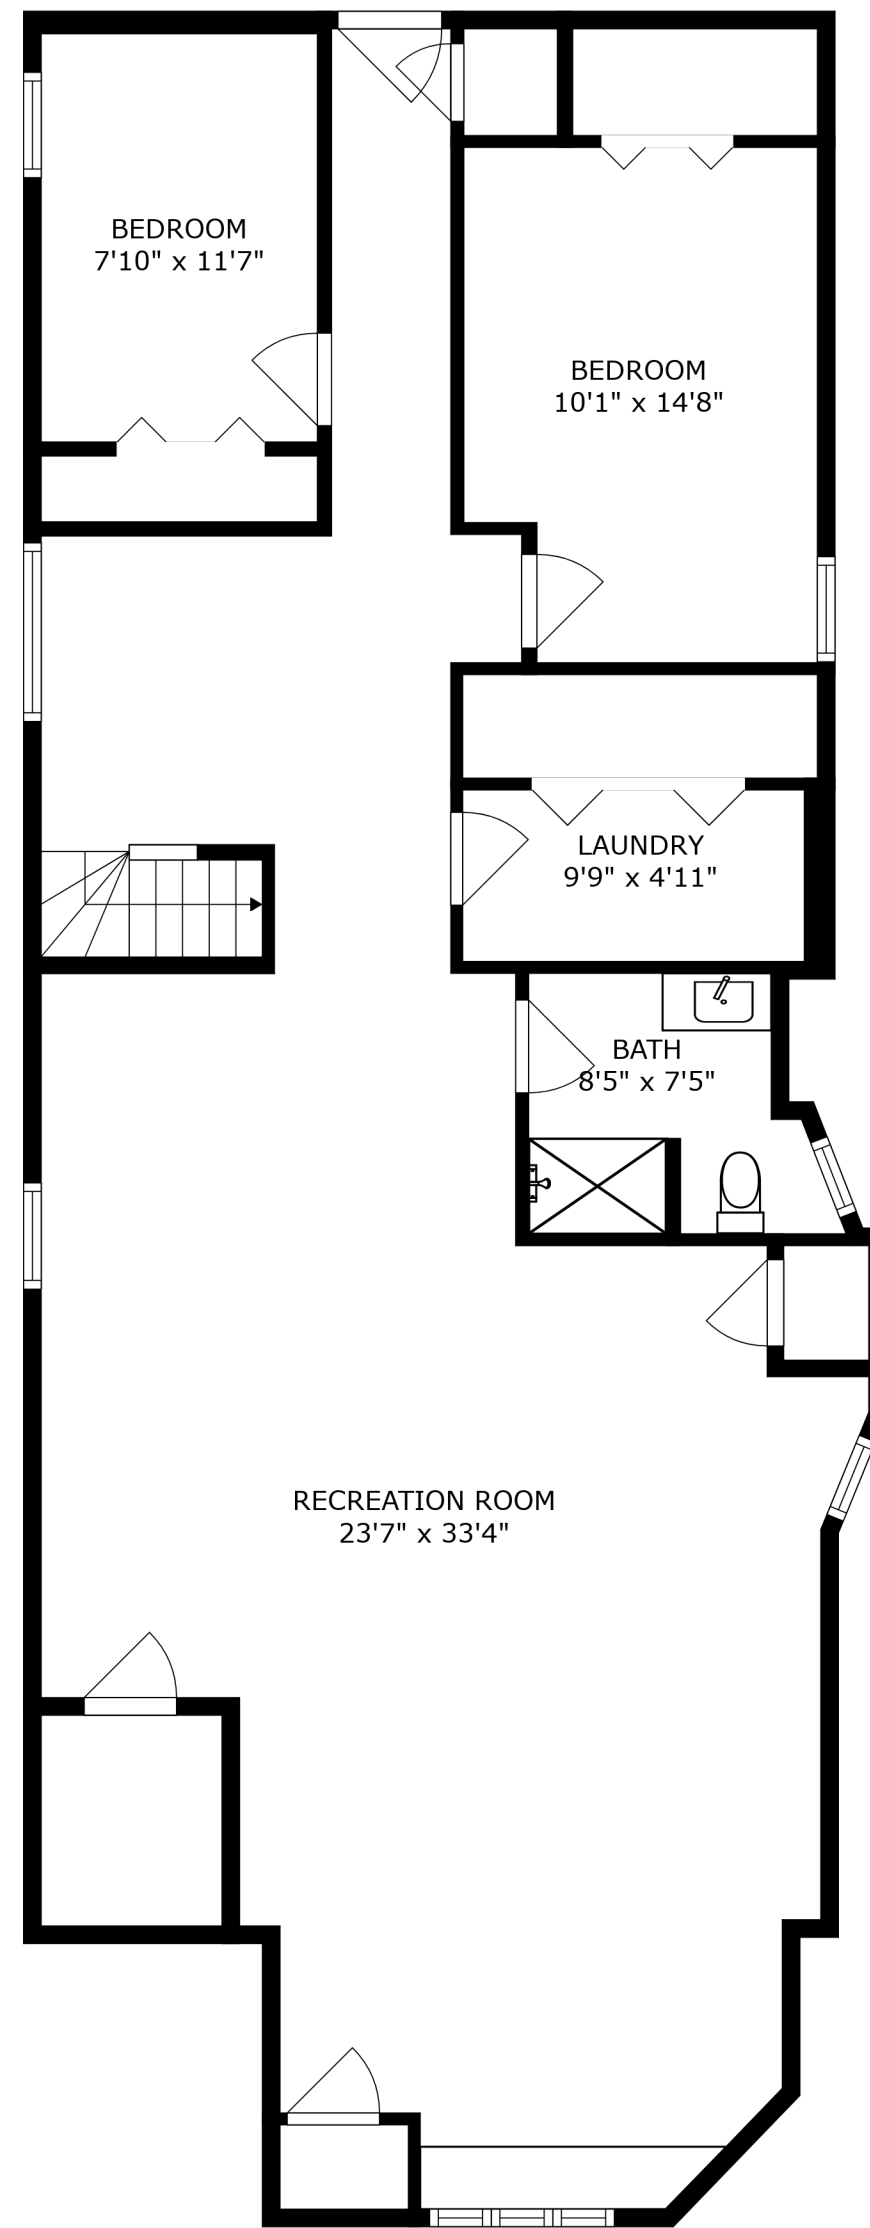 BEDROOM
7'10" x 11'7"
BEDROOM
10'1" x 14'8"
LAUNDRY
9'9" x 4'11"
BATH
8'5" x 7'5"
RECREATION ROOM
23'7" x 33'4"